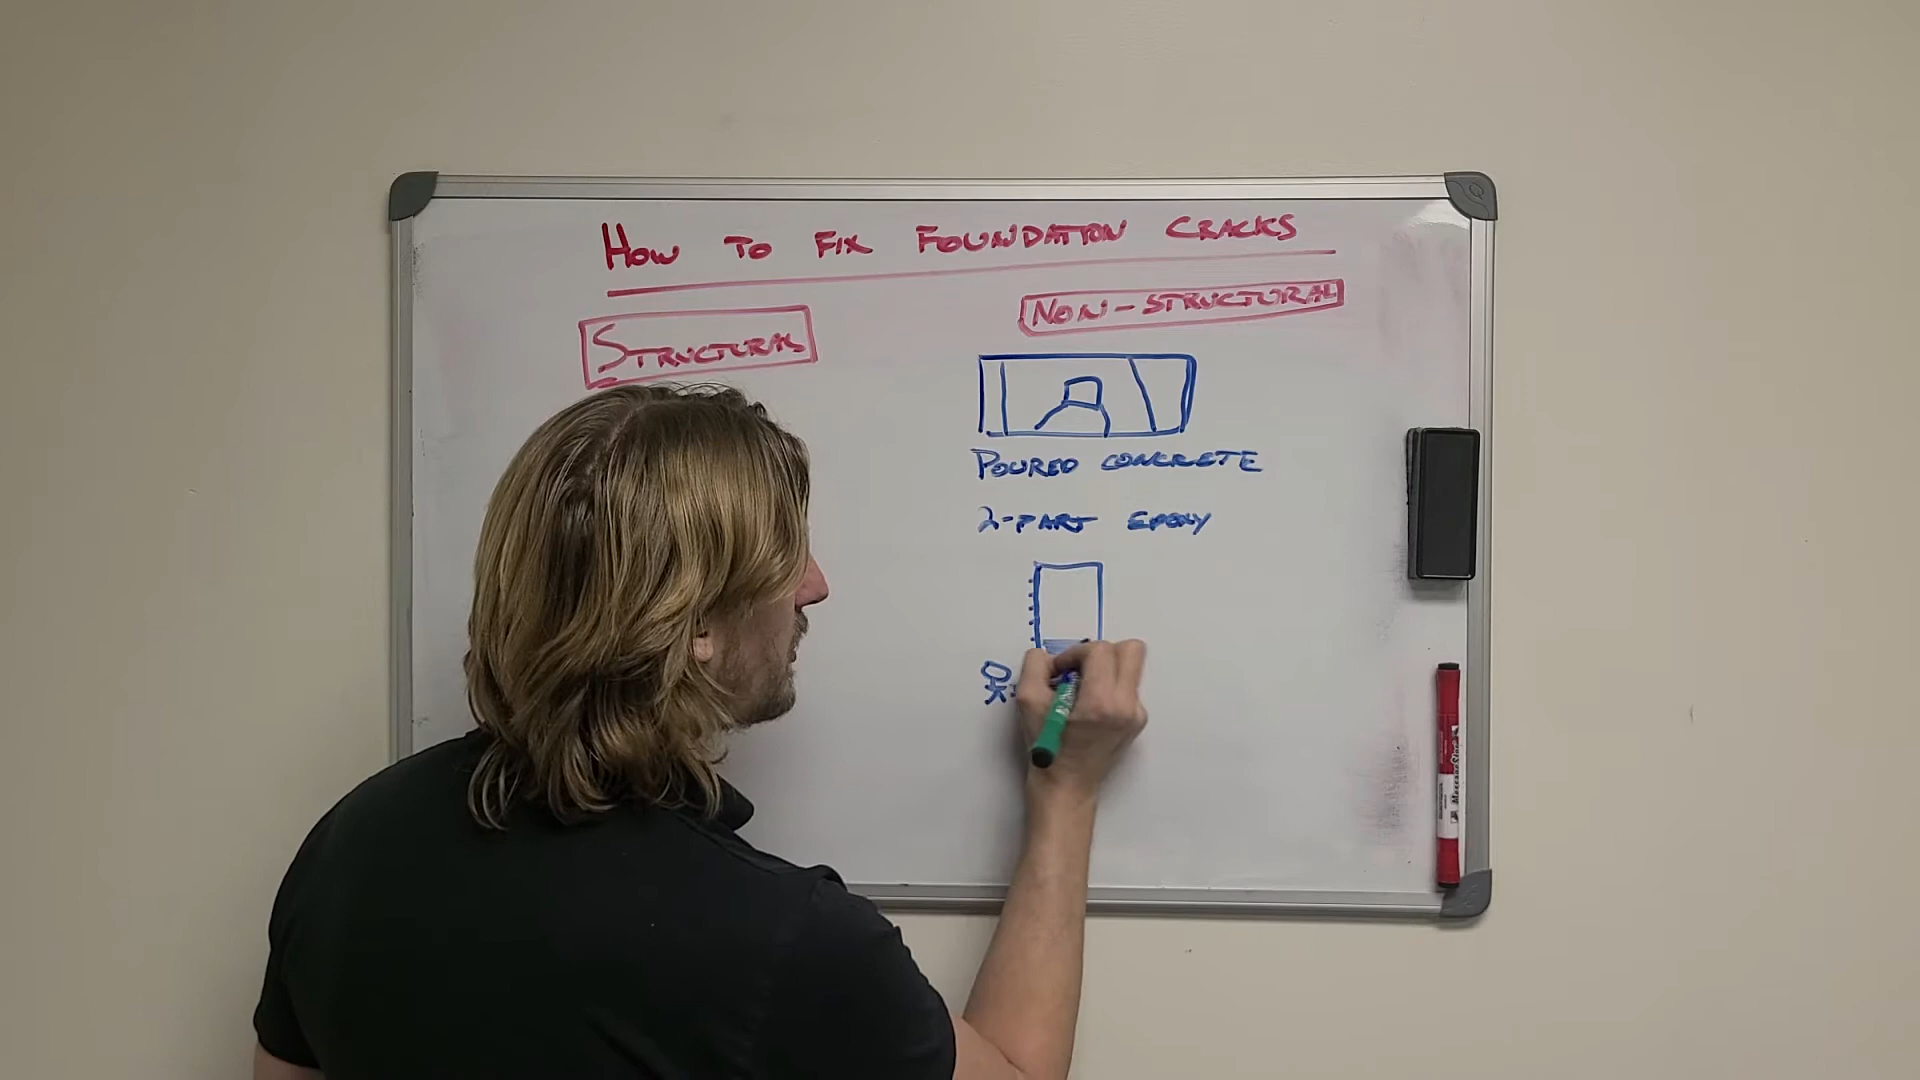 HOW TO FIX FOUNDATION CRACKS
STRUCTURAL
NON-STRUCTURAL
POURED CONCRETE
2-PART EPOXY